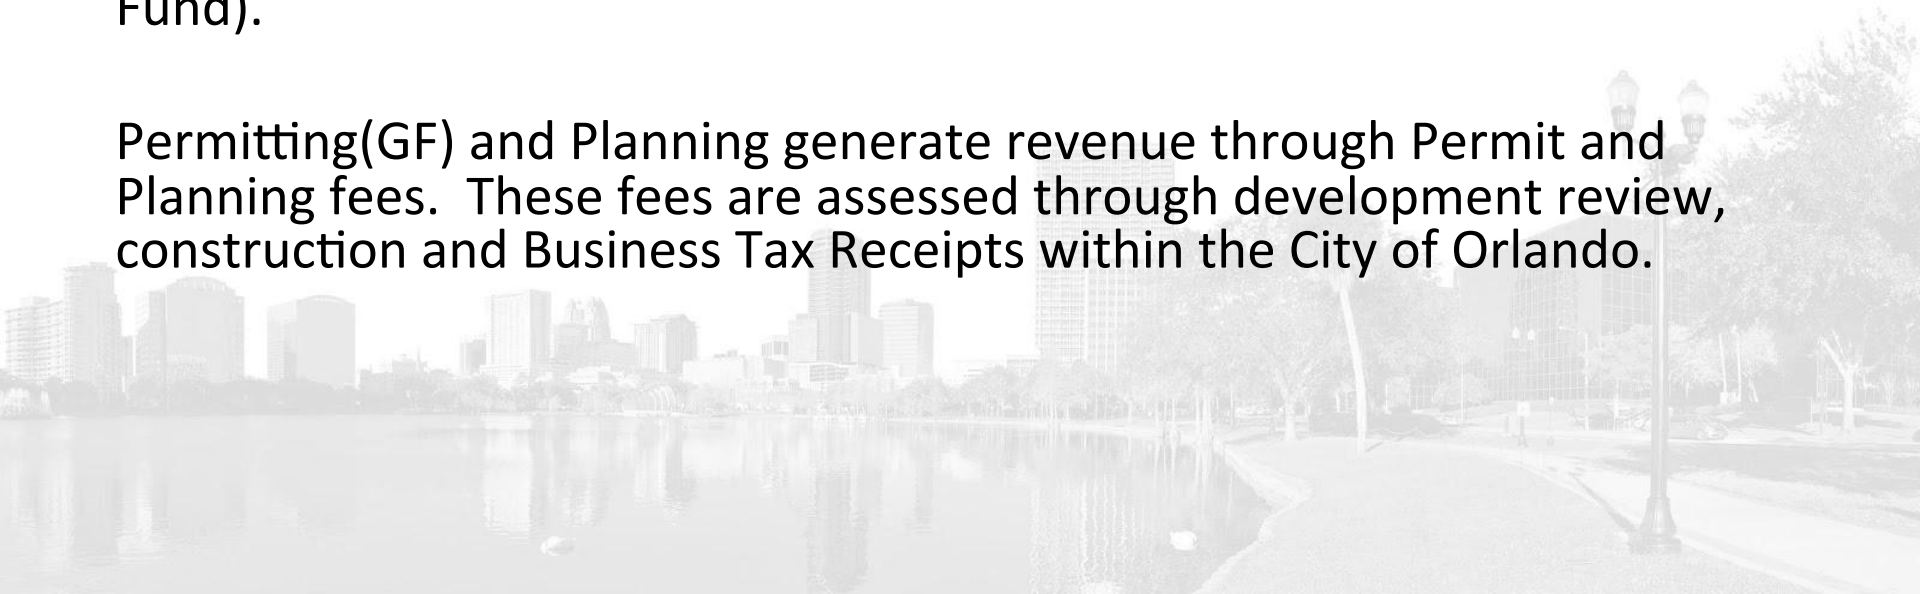 Fund).
Permitting(GF) and Planning generate revenue through Permit and
Planning fees.  These fees are assessed through development review,
construction and Business Tax Receipts within the City of Orlando.